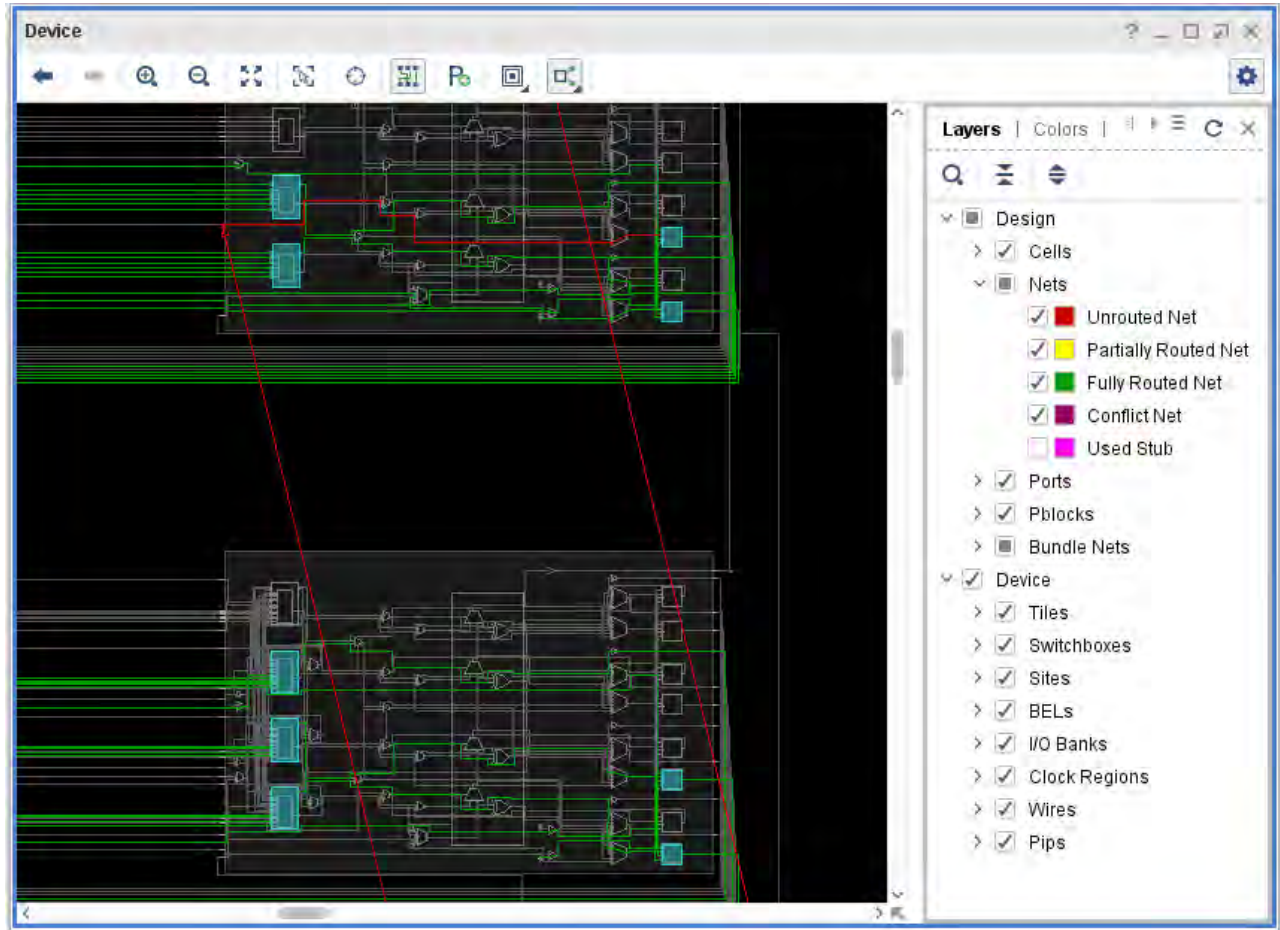 Device
Layers | Colors |
Design
Cells
Nets
Unrouted Net
Partially Routed Net
Fully Routed Net
Conflict Net
Used Stub
Ports
Pblocks
Bundle Nets
Device
Tiles
Switchboxes
Sites
BELs
I/O Banks
Clock Regions
Wires
Pips